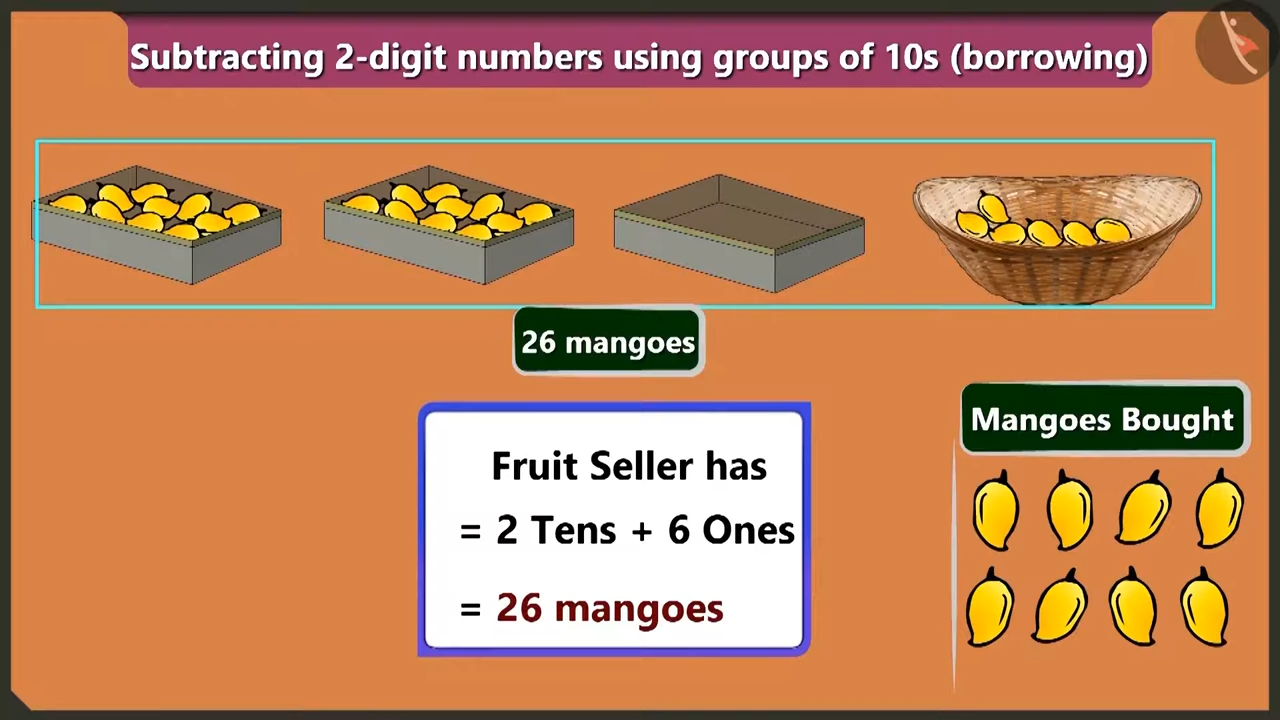 Subtracting 2-digit numbers using groups of 10s (borrowing)
26 mangoes
Mangoes Bought
Fruit Seller has
= 2 Tens + 6 Ones
= 26 mangoes